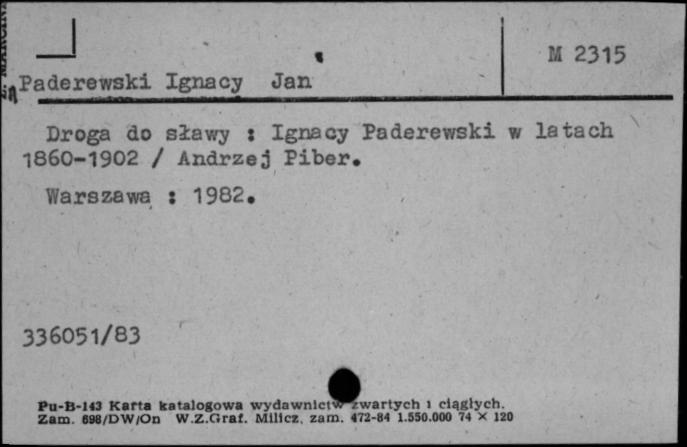 M 2315
Paderewski Ignacy Jan
Droga do sławy : Ignacy Paderewski w latach
1860-1902 / Andrzej Piber.
Warszawa : 1982.
336051/83
Pu-B-143 Karta katalogowa wydawnictw zwartych i ciągłych.
Zam. 698/DW/On W.Z.Graf. Milicz, zam. 472-84 1.550.000 74 × 120